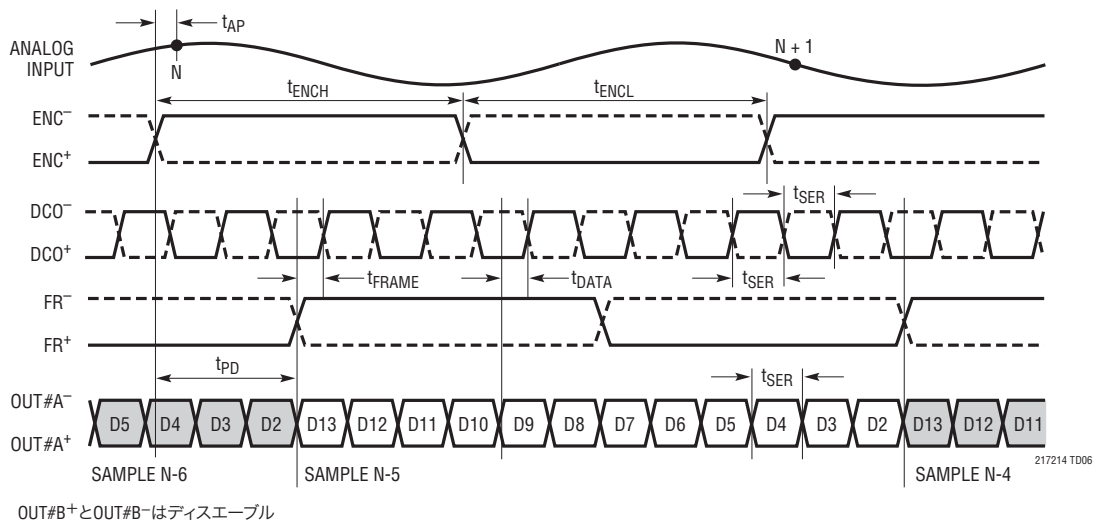 tAP
ANALOG
INPUT
N
N + 1
tENCH
tENCL
ENC–
ENC+
DCO–
DCO+
tSER
tFRAME
tDATA
tSER
FR–
FR+
tPD
tSER
OUT#A–
OUT#A+
D5 D4 D3 D2 D13 D12 D11 D10 D9 D8 D7 D6 D5 D4 D3 D2 D13 D12 D11
SAMPLE N-6
SAMPLE N-5
SAMPLE N-4
217214 TD06
OUT#B+とOUT#B–はディスエーブル